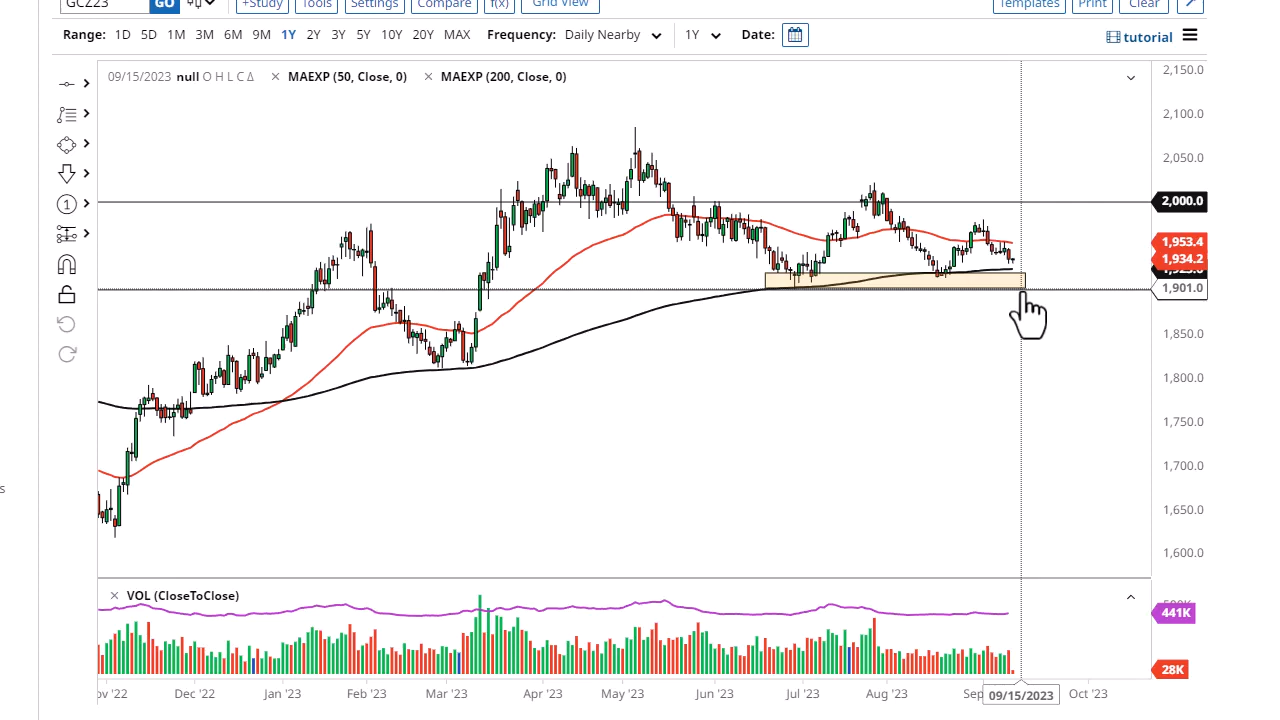 GCZ23 GO +Study Tools Settings Compare f(x) Grid View Templates Print Clear
Range: 1D 5D 1M 3M 6M 9M 1Y 2Y 3Y 5Y 10Y 20Y MAX Frequency: Daily Nearby 1Y Date: tutorial
09/15/2023 null O H L C Δ × MAEXP (50, Close, 0) × MAEXP (200, Close, 0)
2,150.0
2,100.0
2,050.0
2,000.0
1,953.4
1,934.2
1,901.0
1,850.0
1,800.0
1,750.0
1,700.0
1,650.0
1,600.0
s
× VOL (CloseToClose)
441K
28K
ov '22 Dec '22 Jan '23 Feb '23 Mar '23 Apr '23 May '23 Jun '23 Jul '23 Aug '23 Sep 09/15/2023 Oct '23
1